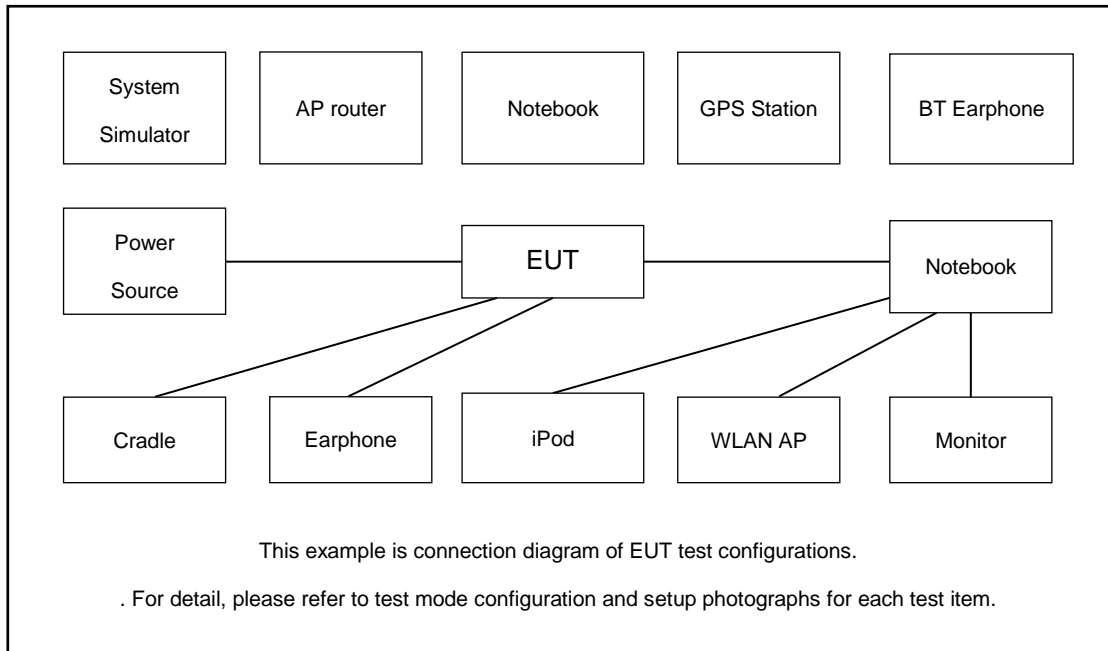 System
Simulator
AP router
Notebook
GPS Station
BT Earphone
Power
Source
EUT
Notebook
Cradle
Earphone
iPod
WLAN AP
Monitor
This example is connection diagram of EUT test configurations.
. For detail, please refer to test mode configuration and setup photographs for each test item.